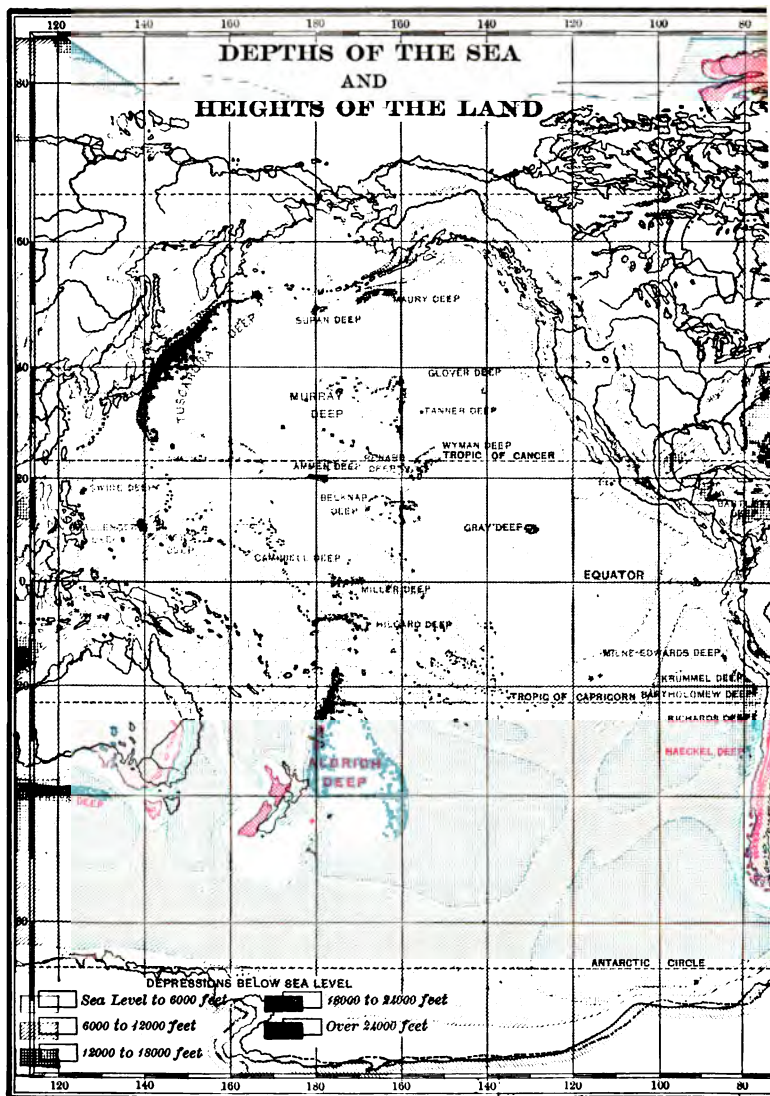 120 140 160 180 160 140 120 100 80
DEPTHS OF THE SEA
AND
HEIGHTS OF THE LAND
60
MAURY DEEP
SUPAN DEEP
TUSCARORA DEEP
40
GLOVER DEEP
MURRAY
DEEP
TANNER DEEP
WYMAN DEEP
TROPIC OF CANCER
AMMEN DEEP
DEEP
20
SWIRE DEEP
BELKNAP
DEEP
GRAY DEEP
DEEP
CAMPBELL DEEP
EQUATOR
0
MILLER DEEP
HILGARD DEEP
MILNE-EDWARDS DEEP
KRUMMEL DEEP
20
TROPIC OF CAPRICORN
BARTHOLOMEW DEEP
RICHARDS DEEP
HAECKEL DEEP
ALDRICH
DEEP
DEEP
ANTARCTIC CIRCLE
DEPRESSIONS BELOW SEA LEVEL
Sea Level to 6000 feet
18000 to 24000 feet
6000 to 12000 feet
Over 24000 feet
12000 to 18000 feet
120 140 160 180 160 140 120 100 80